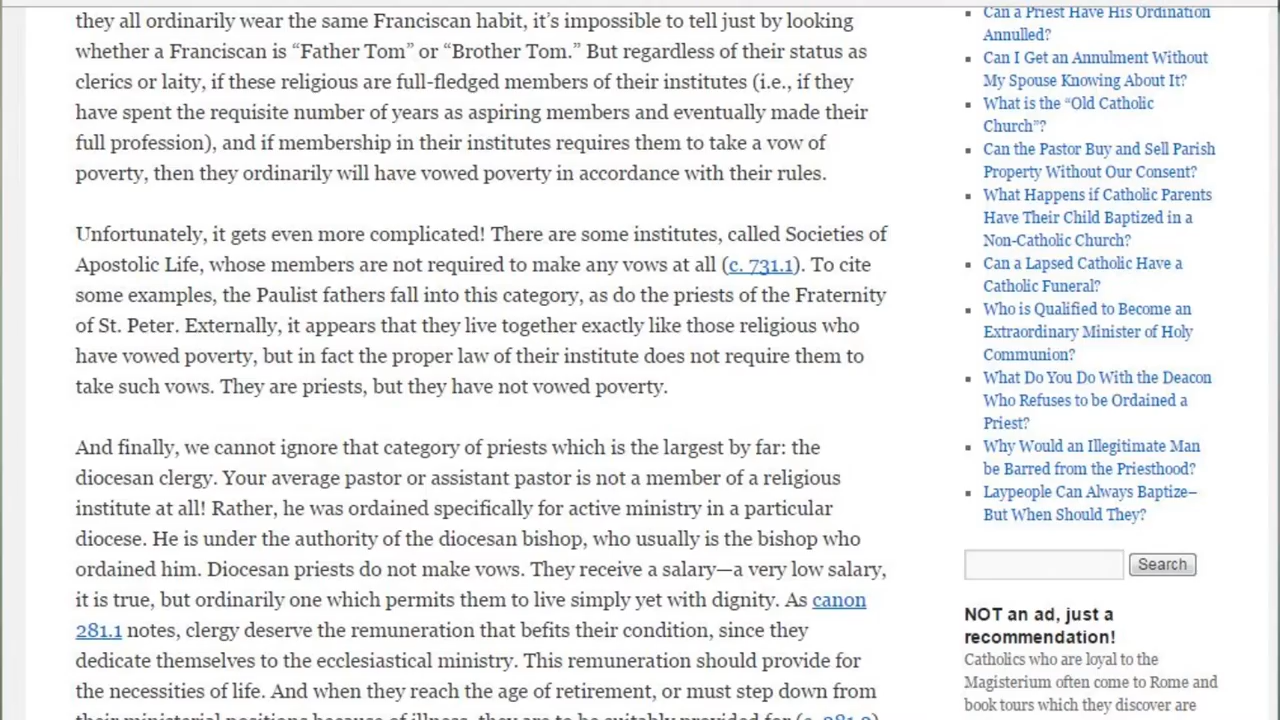 they all ordinarily wear the same Franciscan habit, it’s impossible to tell just by looking
whether a Franciscan is “Father Tom” or “Brother Tom.” But regardless of their status as
clerics or laity, if these religious are full-fledged members of their institutes (i.e., if they
have spent the requisite number of years as aspiring members and eventually made their
full profession), and if membership in their institutes requires them to take a vow of
poverty, then they ordinarily will have vowed poverty in accordance with their rules.
Unfortunately, it gets even more complicated! There are some institutes, called Societies of
Apostolic Life, whose members are not required to make any vows at all (c. 731.1). To cite
some examples, the Paulist fathers fall into this category, as do the priests of the Fraternity
of St. Peter. Externally, it appears that they live together exactly like those religious who
have vowed poverty, but in fact the proper law of their institute does not require them to
take such vows. They are priests, but they have not vowed poverty.
And finally, we cannot ignore that category of priests which is the largest by far: the
diocesan clergy. Your average pastor or assistant pastor is not a member of a religious
institute at all! Rather, he was ordained specifically for active ministry in a particular
diocese. He is under the authority of the diocesan bishop, who usually is the bishop who
ordained him. Diocesan priests do not make vows. They receive a salary—a very low salary,
it is true, but ordinarily one which permits them to live simply yet with dignity. As canon
281.1 notes, clergy deserve the remuneration that befits their condition, since they
dedicate themselves to the ecclesiastical ministry. This remuneration should provide for
the necessities of life. And when they reach the age of retirement, or must step down from
their ministerial positions because of illness, they are to be suitably provided for (c. 281.2)
Can a Priest Have His Ordination
Annulled?
Can I Get an Annulment Without
My Spouse Knowing About It?
What is the “Old Catholic
Church”?
Can the Pastor Buy and Sell Parish
Property Without Our Consent?
What Happens if Catholic Parents
Have Their Child Baptized in a
Non-Catholic Church?
Can a Lapsed Catholic Have a
Catholic Funeral?
Who is Qualified to Become an
Extraordinary Minister of Holy
Communion?
What Do You Do With the Deacon
Who Refuses to be Ordained a
Priest?
Why Would an Illegitimate Man
be Barred from the Priesthood?
Laypeople Can Always Baptize–
But When Should They?
Search
NOT an ad, just a
recommendation!
Catholics who are loyal to the
Magisterium often come to Rome and
book tours which they discover are